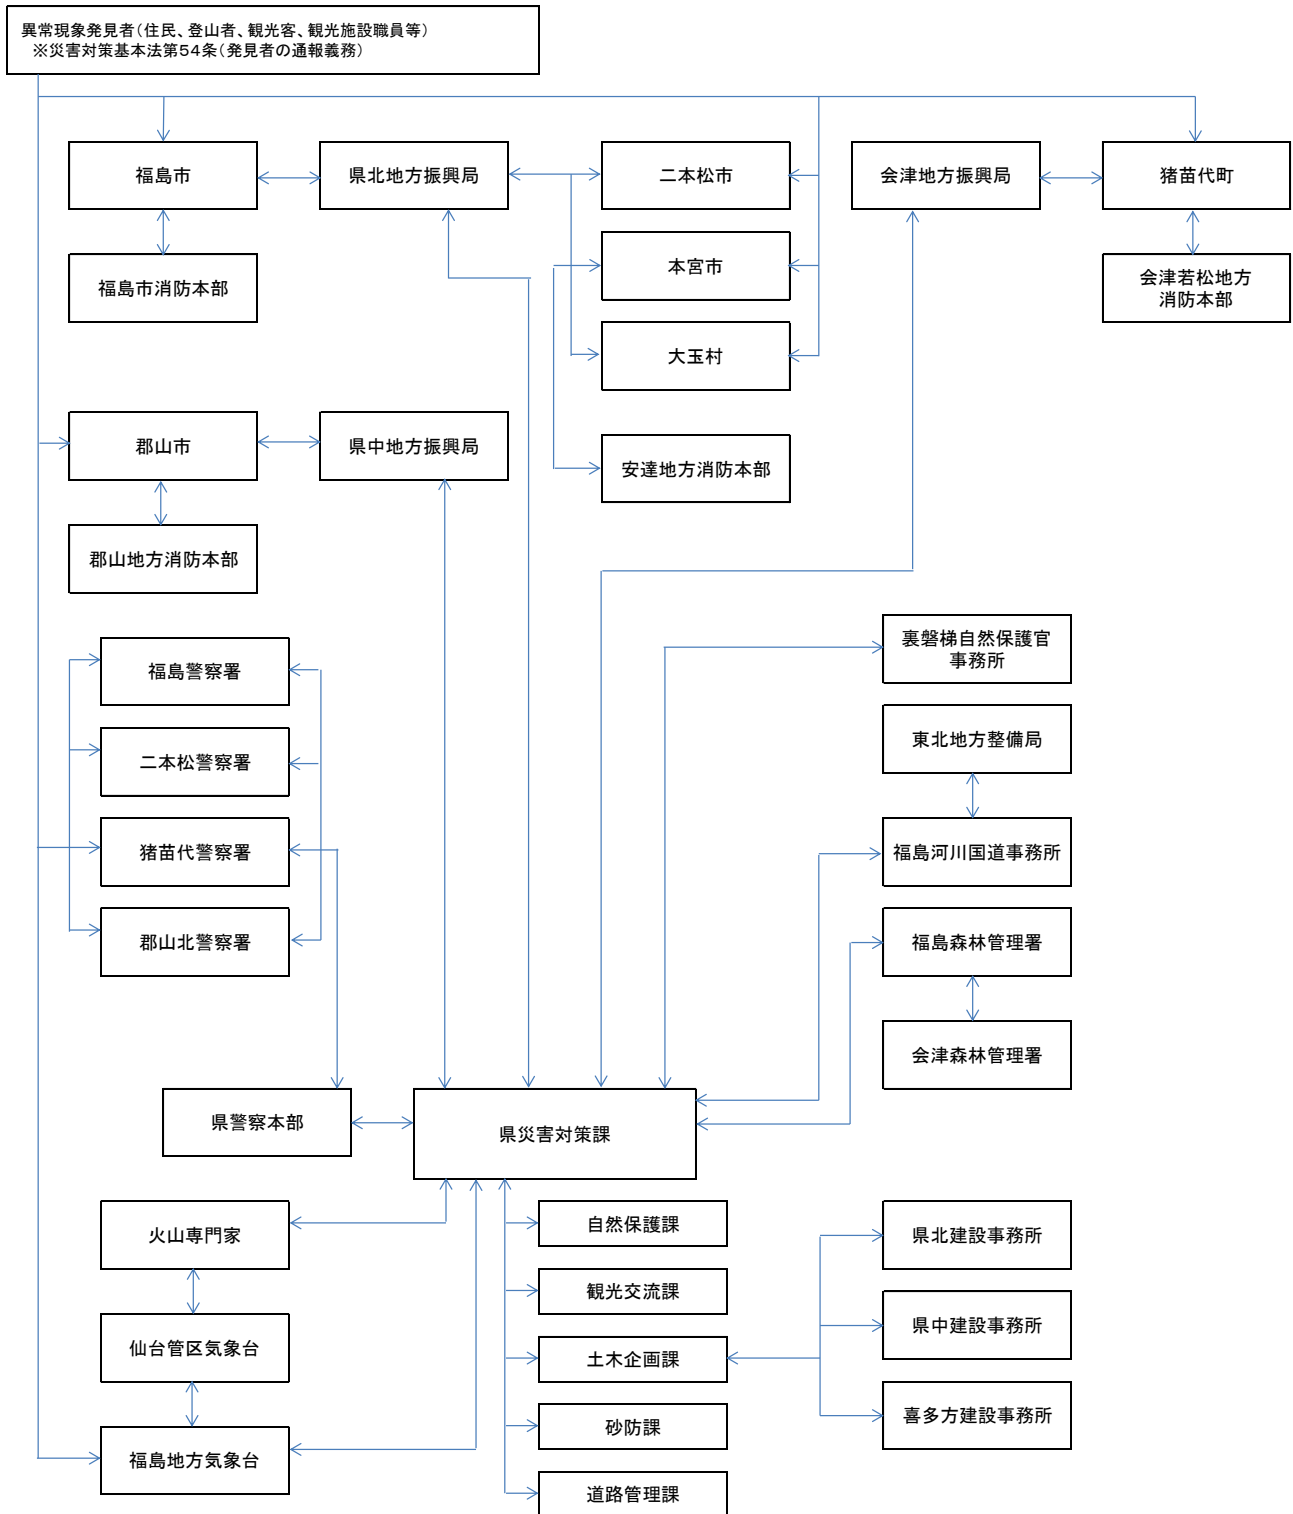 異常現象発見者(住民、登山者、観光客、観光施設職員等)
※災害対策基本法第54条(発見者の通報義務)
福島市
県北地方振興局
二本松市
会津地方振興局
猪苗代町
福島市消防本部
本宮市
会津若松地方
消防本部
大玉村
郡山市
県中地方振興局
安達地方消防本部
郡山地方消防本部
裏磐梯自然保護官
事務所
福島警察署
東北地方整備局
二本松警察署
猪苗代警察署
福島河川国道事務所
郡山北警察署
福島森林管理署
会津森林管理署
県警察本部
県災害対策課
火山専門家
自然保護課
県北建設事務所
観光交流課
県中建設事務所
仙台管区気象台
土木企画課
喜多方建設事務所
砂防課
福島地方気象台
道路管理課